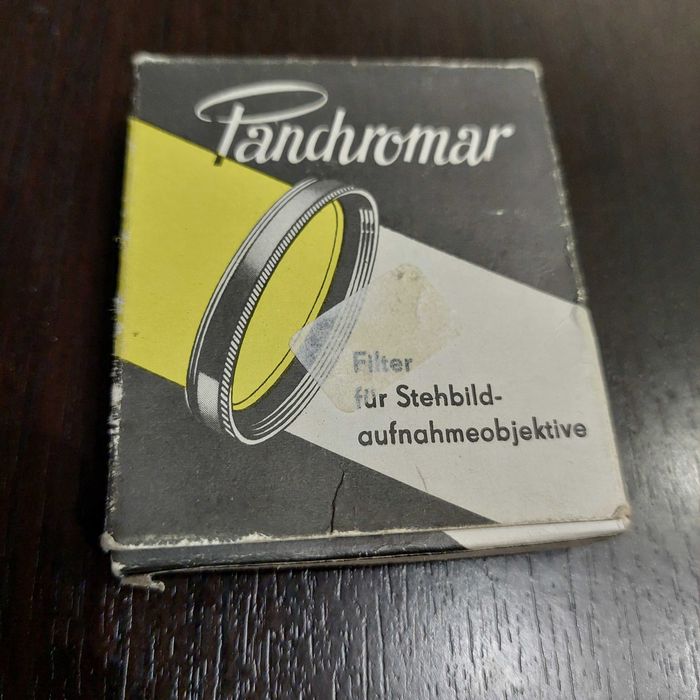 Panchromar
Filter
für Stehbild-
aufnahmeobjektive